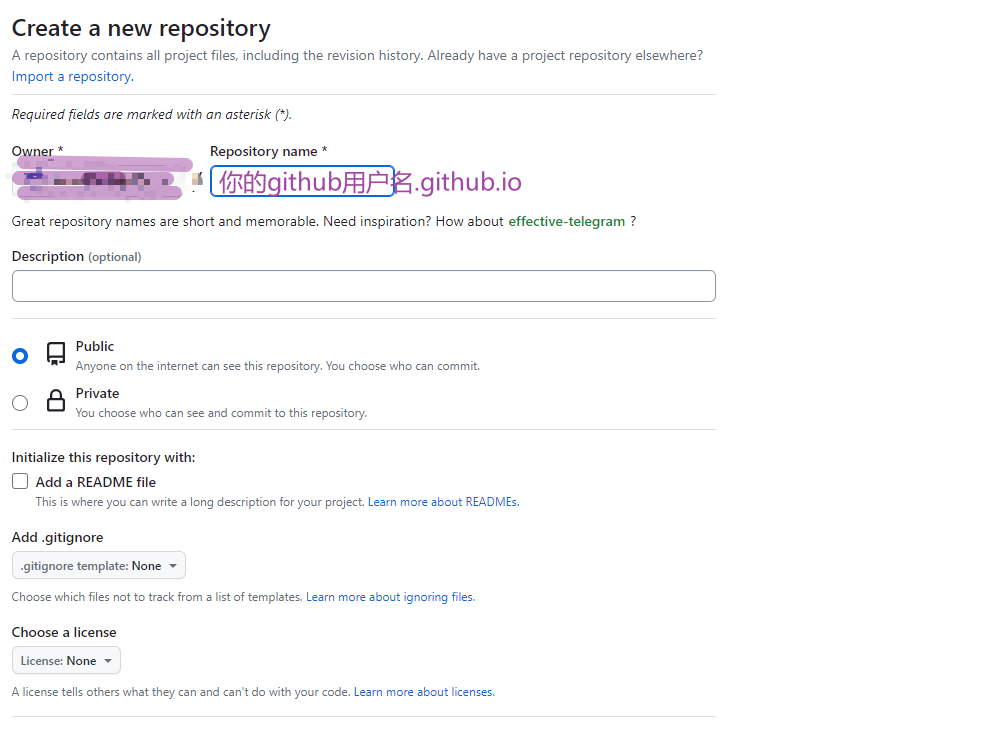 Create a new repository
A repository contains all project files, including the revision history. Already have a project repository elsewhere?
Import a repository.
Required fields are marked with an asterisk (*).
Owner *
Repository name *
你的github用户名.github.io
Great repository names are short and memorable. Need inspiration? How about effective-telegram ?
Description (optional)
Public
Anyone on the internet can see this repository. You choose who can commit.
Private
You choose who can see and commit to this repository.
Initialize this repository with:
Add a README file
This is where you can write a long description for your project. Learn more about READMEs.
Add .gitignore
.gitignore template: None
Choose which files not to track from a list of templates. Learn more about ignoring files.
Choose a license
License: None
A license tells others what they can and can't do with your code. Learn more about licenses.